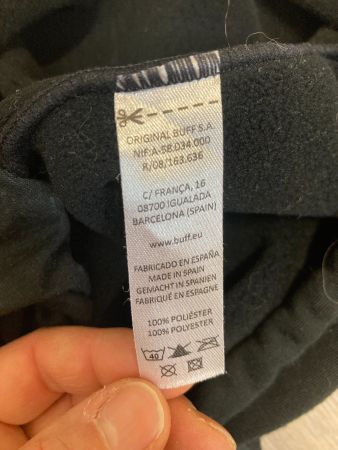 ORIGINAL BUFF S.A.
NIF:A-58.034.000
R/08/163.636
C/ FRANÇA, 16
08700 IGUALADA
BARCELONA (SPAIN)
www.buff.eu
FABRICADO EN ESPAÑA
MADE IN SPAIN
GEMACHT IN SPANIEN
FABRIQUÉ EN ESPAGNE
100% POLIÉSTER
100% POLYESTER
40